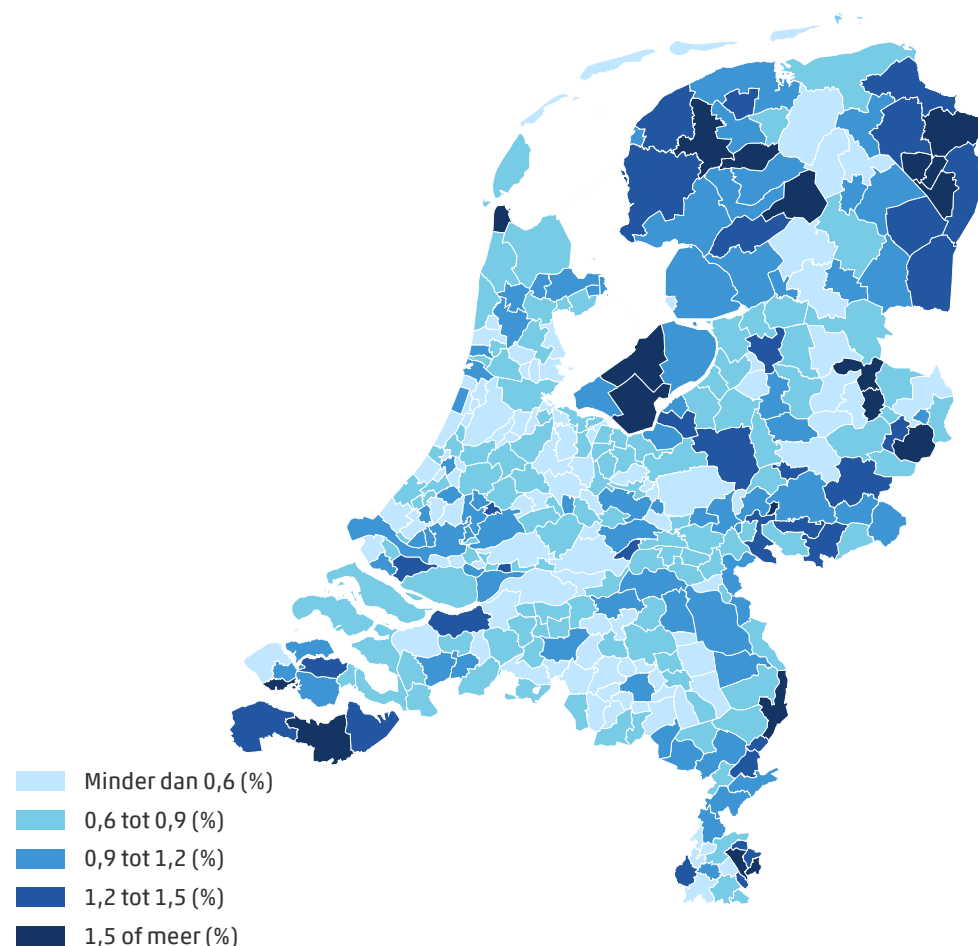 Minder dan 0,6 (%)
0,6 tot 0,9 (%)
0,9 tot 1,2 (%)
1,2 tot 1,5 (%)
1,5 of meer (%)